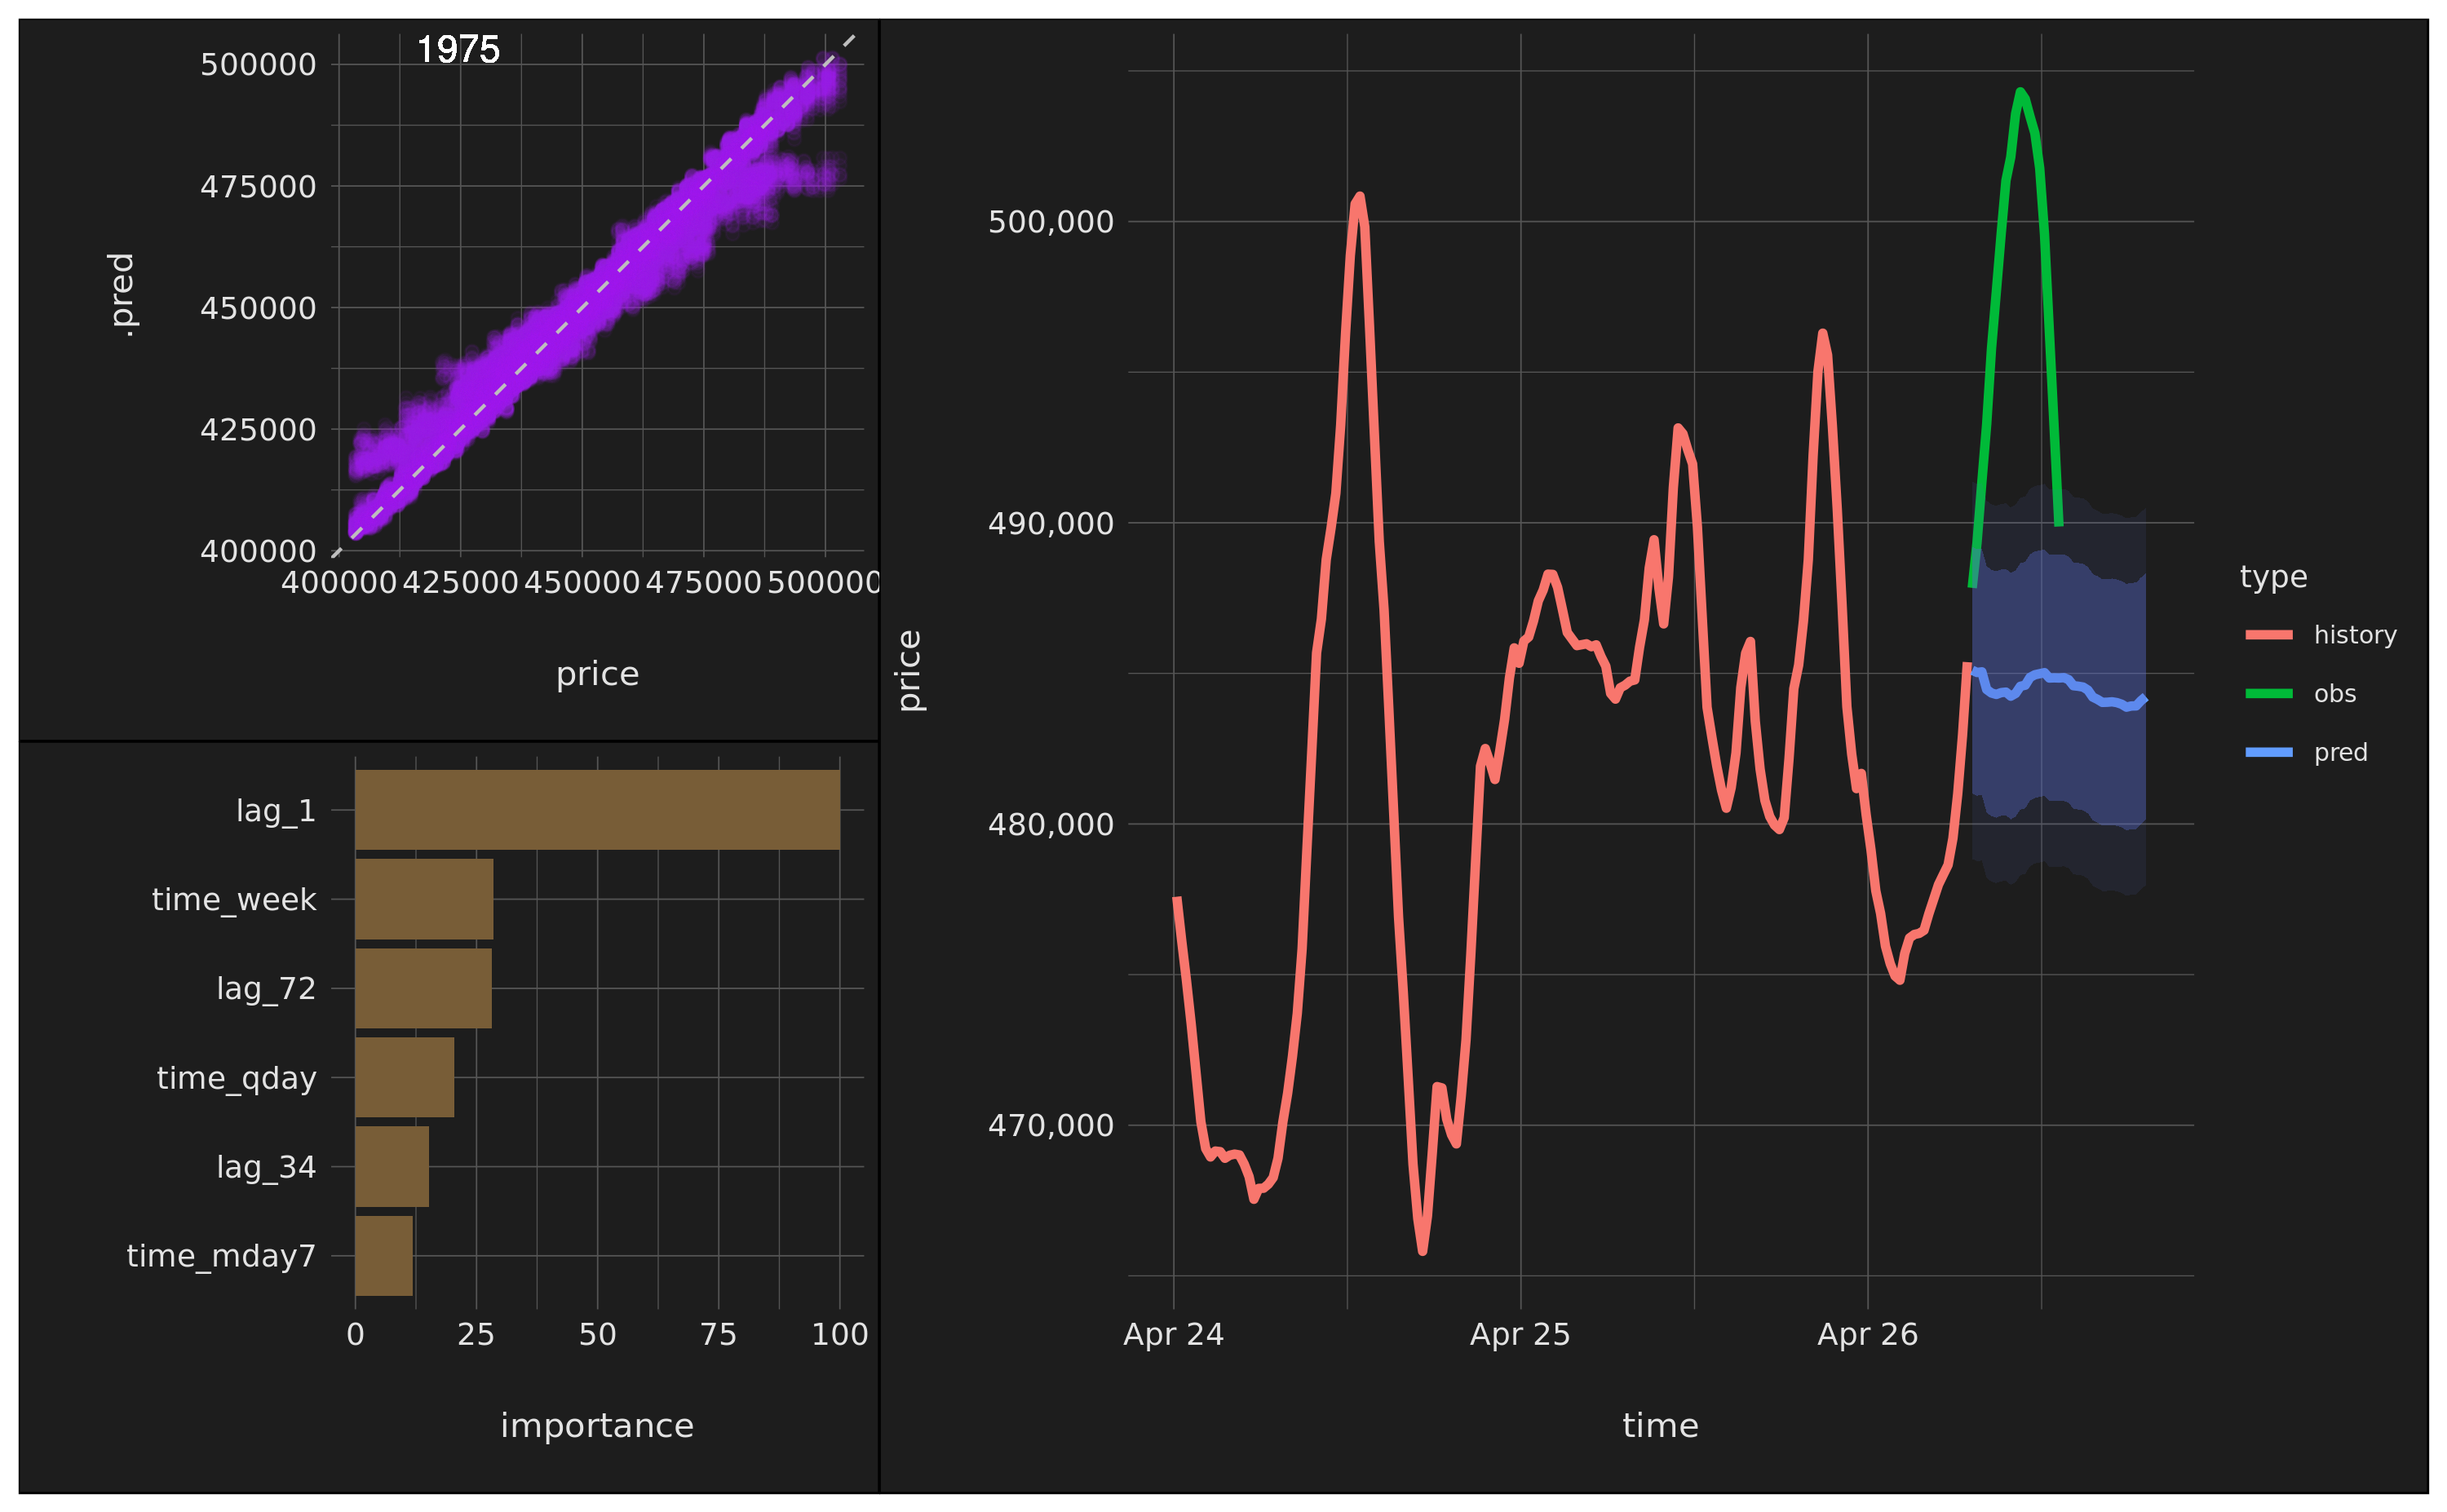 1975
500000
475000
450000
425000
400000
.pred
400000 425000 450000 475000 500000
price
lag_1
time_week
lag_72
time_qday
lag_34
time_mday7
0 25 50 75 100
importance
500,000
490,000
480,000
470,000
price
Apr 24 Apr 25 Apr 26
time
type
history
obs
pred